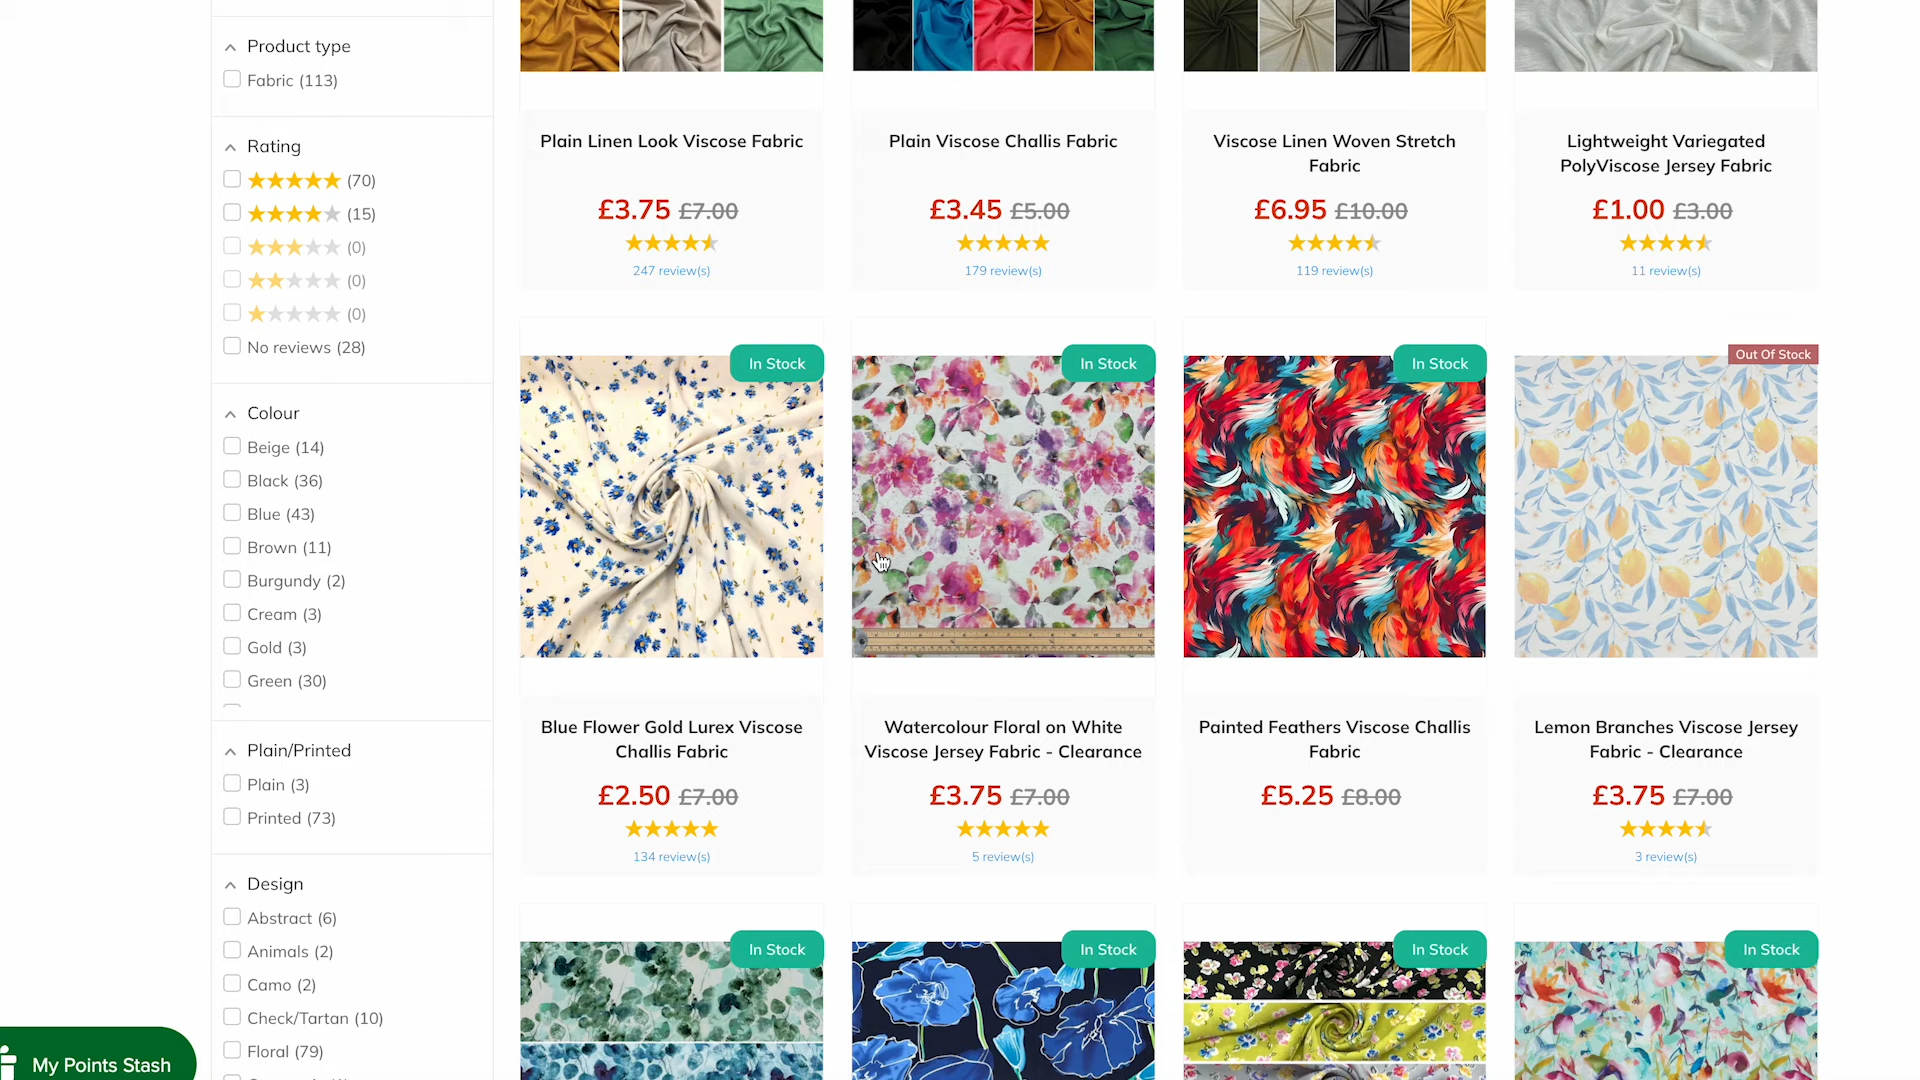 Product type
Fabric (113)
Rating
(70)
(15)
(0)
(0)
(0)
No reviews (28)
Colour
Beige (14)
Black (36)
Blue (43)
Brown (11)
Burgundy (2)
Cream (3)
Gold (3)
Green (30)
Plain/Printed
Plain (3)
Printed (73)
Design
Abstract (6)
Animals (2)
Camo (2)
Check/Tartan (10)
Floral (79)
My Points Stash
Plain Linen Look Viscose Fabric
£3.75 £7.00
247 review(s)
Plain Viscose Challis Fabric
£3.45 £5.00
179 review(s)
Viscose Linen Woven Stretch
Fabric
£6.95 £10.00
119 review(s)
Lightweight Variegated
PolyViscose Jersey Fabric
£1.00 £3.00
11 review(s)
In Stock
Blue Flower Gold Lurex Viscose
Challis Fabric
£2.50 £7.00
134 review(s)
In Stock
Watercolour Floral on White
Viscose Jersey Fabric - Clearance
£3.75 £7.00
5 review(s)
In Stock
Painted Feathers Viscose Challis
Fabric
£5.25 £8.00
Out Of Stock
Lemon Branches Viscose Jersey
Fabric - Clearance
£3.75 £7.00
3 review(s)
In Stock
In Stock
In Stock
In Stock